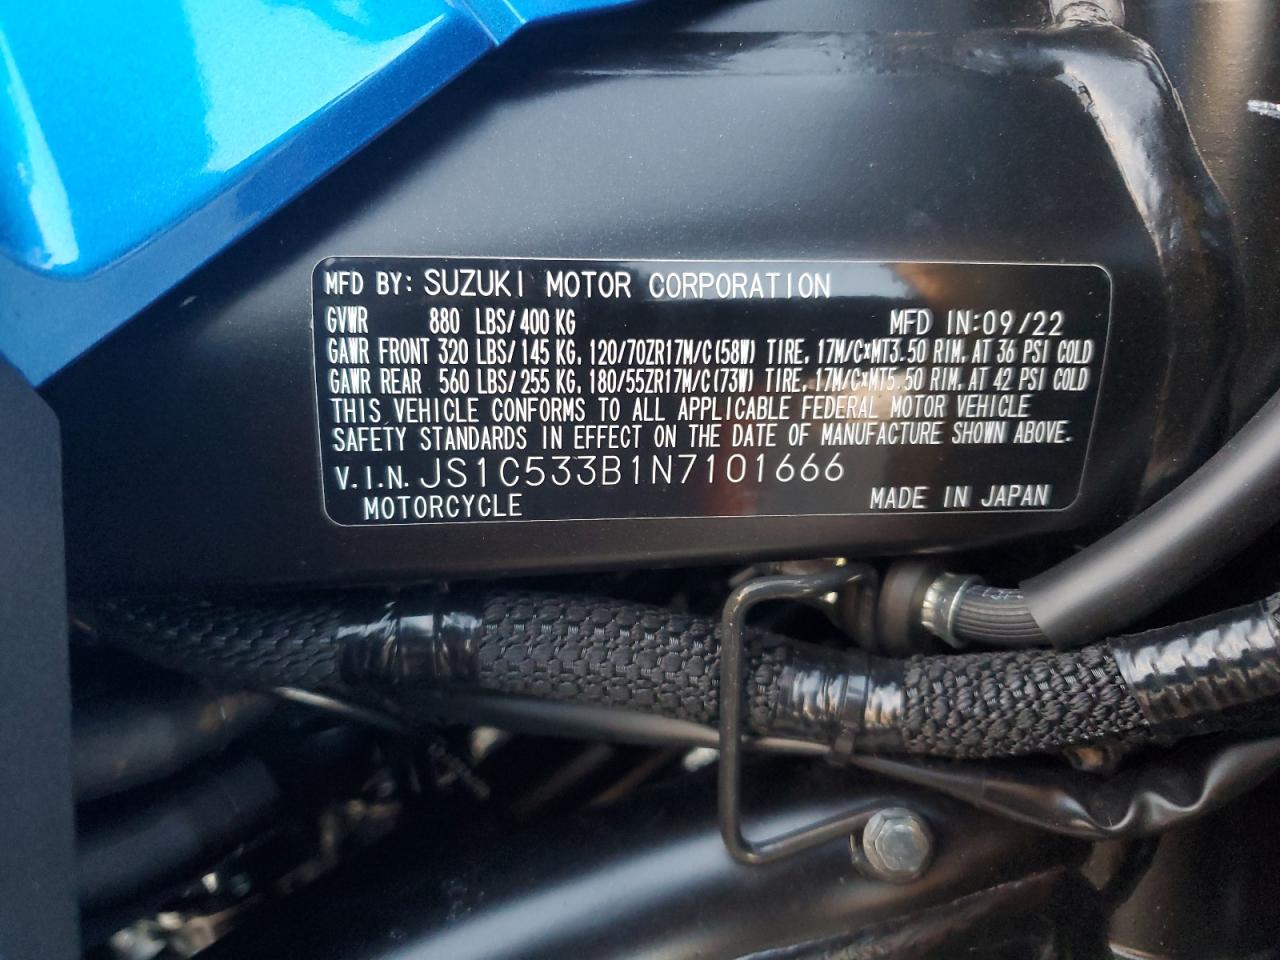 MFD BY: SUZUKI MOTOR CORPORATION
GVWR 880 LBS/400 KG MFD IN:09/22
GAWR FRONT 320 LBS/145 KG, 120/70ZR17M/C(58W) TIRE, 17M/C×MT3.50 RIM, AT 36 PSI COLD
GAWR REAR 560 LBS/255 KG, 180/55ZR17M/C(73W) TIRE, 17M/C×MT5.50 RIM, AT 42 PSI COLD
THIS VEHICLE CONFORMS TO ALL APPLICABLE FEDERAL MOTOR VEHICLE
SAFETY STANDARDS IN EFFECT ON THE DATE OF MANUFACTURE SHOWN ABOVE.
V.I.N. JS1C533B1N7101666
MOTORCYCLE MADE IN JAPAN